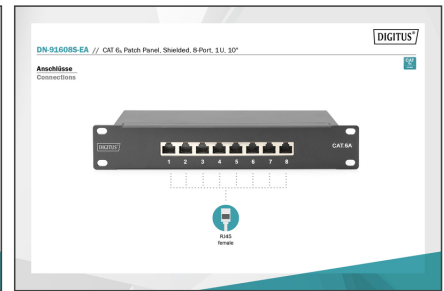 DIGITUS®
DN-91608S-EA // CAT 6A Patch Panel, Shielded, 8-Port, 1U, 10"
Anschlüsse
Connections
CAT
DIGITUS
CAT.6A
1 2 3 4 5 6 7 8
RJ45
female